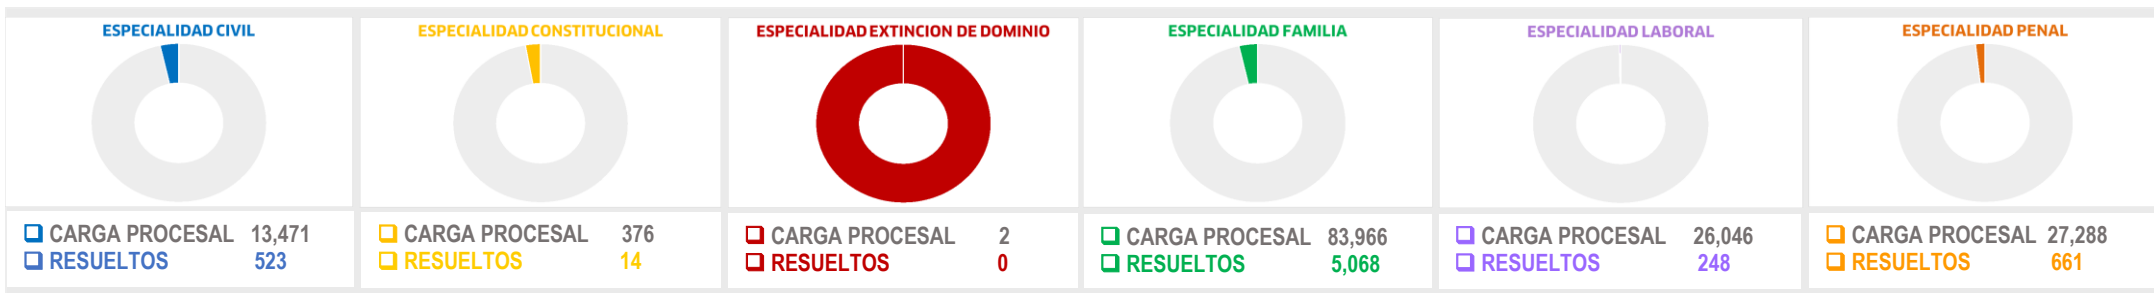 ESPECIALIDAD CIVIL
CARGA PROCESAL 13,471
RESUELTOS 523
ESPECIALIDAD CONSTITUCIONAL
CARGA PROCESAL 376
RESUELTOS 14
ESPECIALIDAD EXTINCION DE DOMINIO
CARGA PROCESAL 2
RESUELTOS 0
ESPECIALIDAD FAMILIA
CARGA PROCESAL 83,966
RESUELTOS 5,068
ESPECIALIDAD LABORAL
CARGA PROCESAL 26,046
RESUELTOS 248
ESPECIALIDAD PENAL
CARGA PROCESAL 27,288
RESUELTOS 661